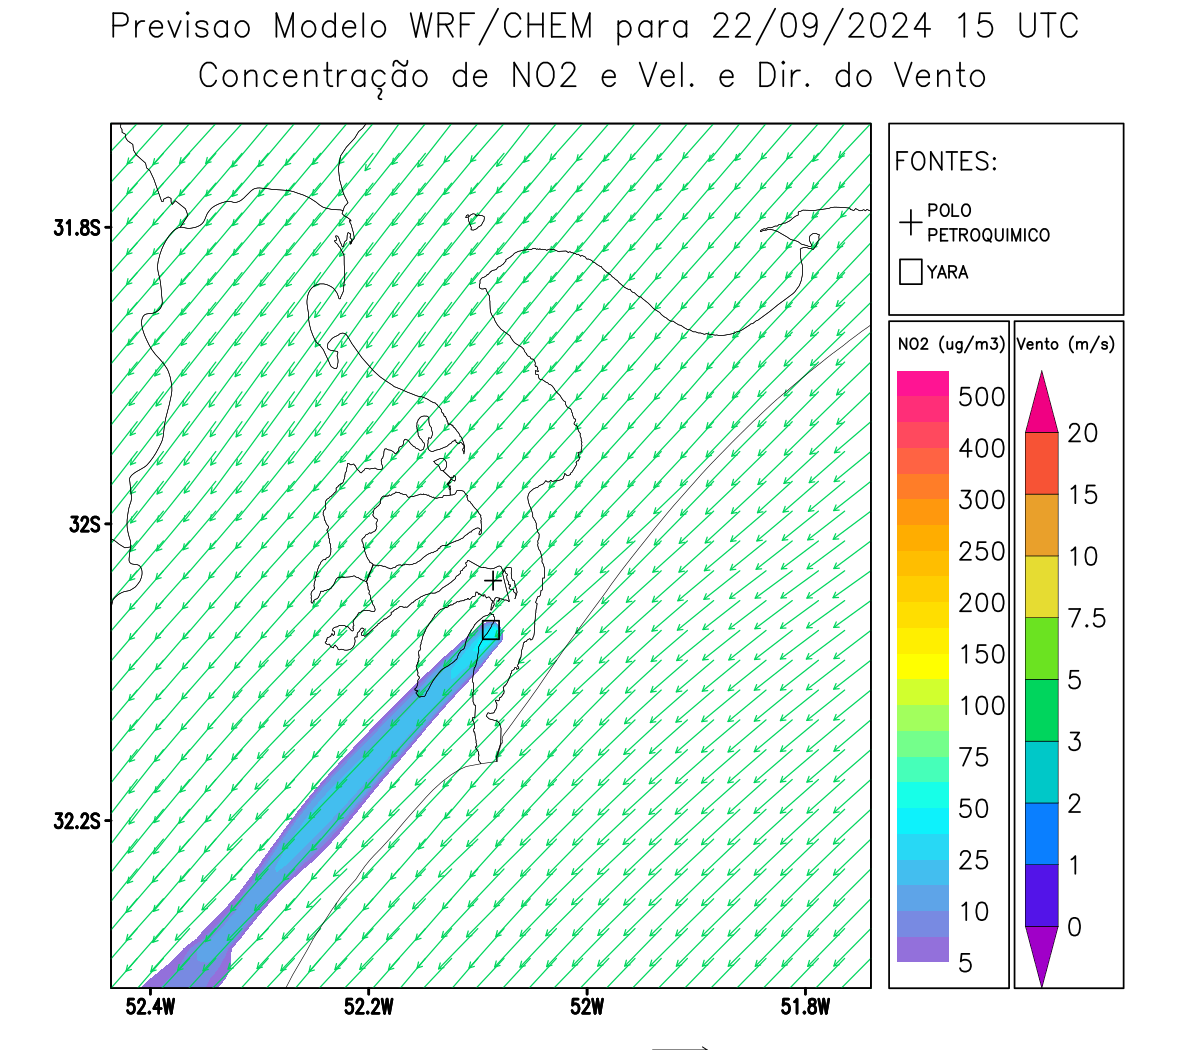 Previsao Modelo WRF/CHEM para 22/09/2024 15 UTC
Concentração de NO2 e Vel. e Dir. do Vento
FONTES:
POLO
PETROQUIMICO
YARA
NO2 (ug/m3)
500
400
300
250
200
150
100
75
50
25
10
5
Vento (m/s)
20
15
10
7.5
5
3
2
1
0
31.8S
32S
32.2S
52.4W
52.2W
52W
51.8W